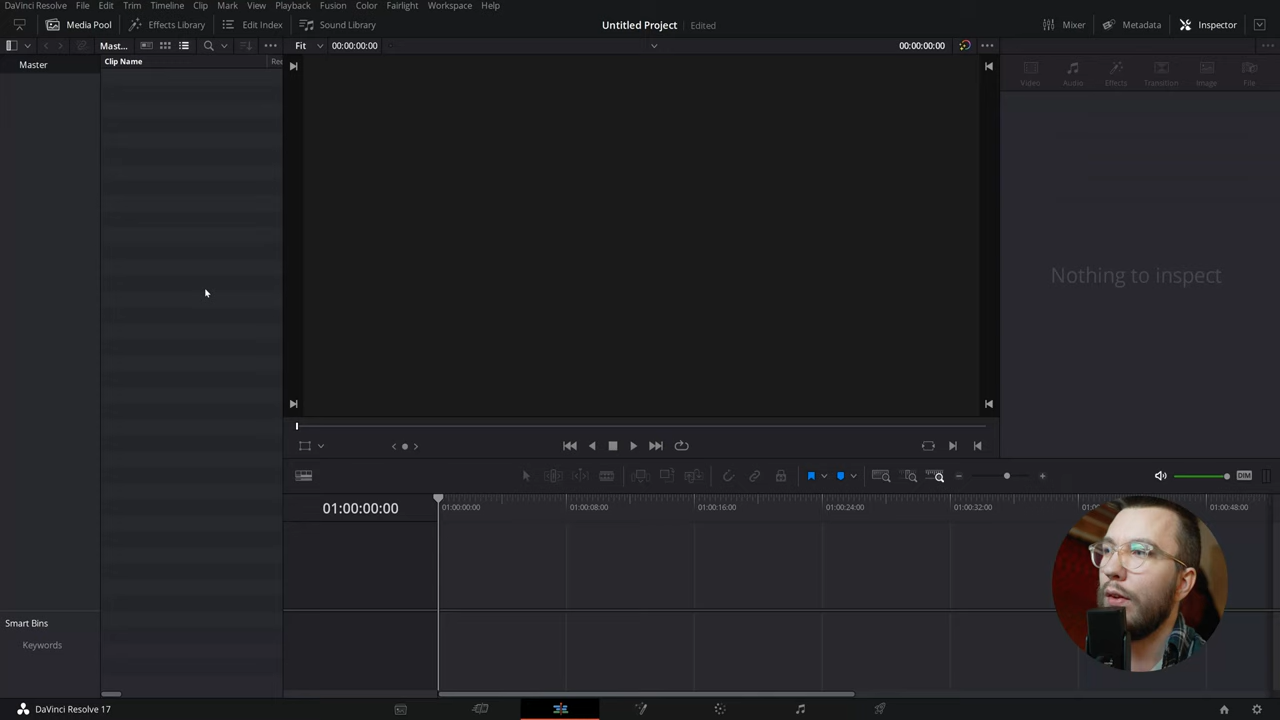 DaVinci Resolve File Edit Trim Timeline Clip Mark View Playback Fusion Color Fairlight Workspace Help
Media Pool Effects Library Edit Index Sound Library Untitled Project Edited Mixer Metadata Inspector
Mast... Fit 00:00:00:00 00:00:00:00
Master Clip Name
Video Audio Effects Transition Image File
Nothing to inspect
DIM
01:00:00:00 01:00:00:00 01:00:08:00 01:00:16:00 01:00:24:00 01:00:32:00 01:00:48:00
Smart Bins
Keywords
DaVinci Resolve 17